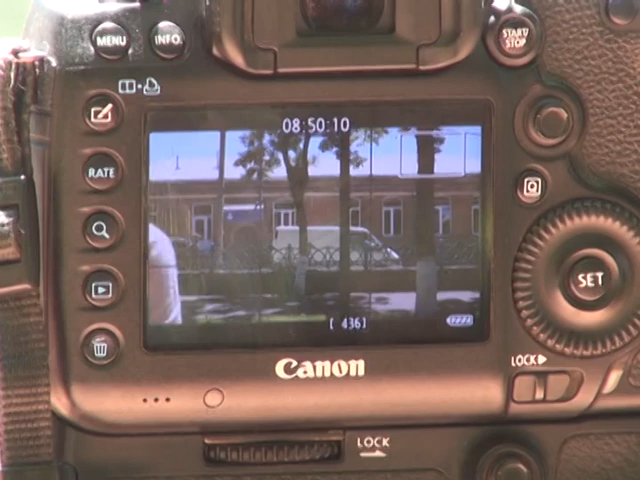 MENU
INFO.
START/
STOP
08:50:10
RATE
SET
[ 436]
LOCK
Canon
LOCK